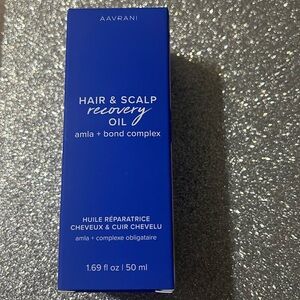 AAVRANI
HAIR & SCALP
recovery
OIL
amla + bond complex
HUILE RÉPARATRICE
CHEVEUX & CUIR CHEVELU
amla + complexe obligataire
1.69 fl oz | 50 ml